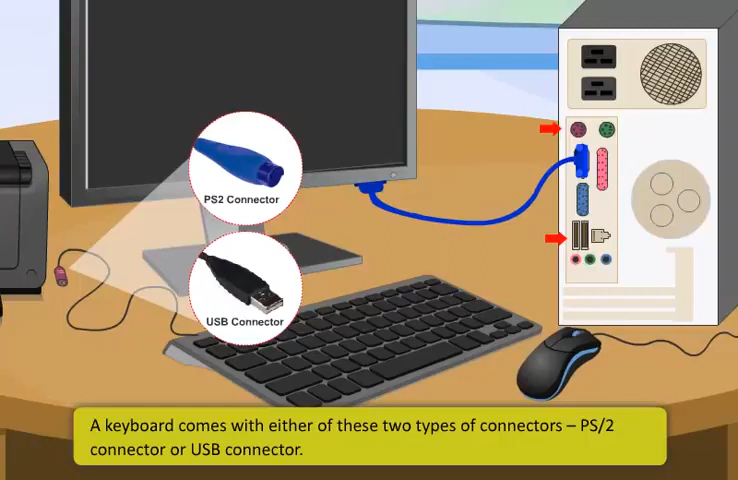 PS2 Connector
USB Connector
A keyboard comes with either of these two types of connectors – PS/2
connector or USB connector.